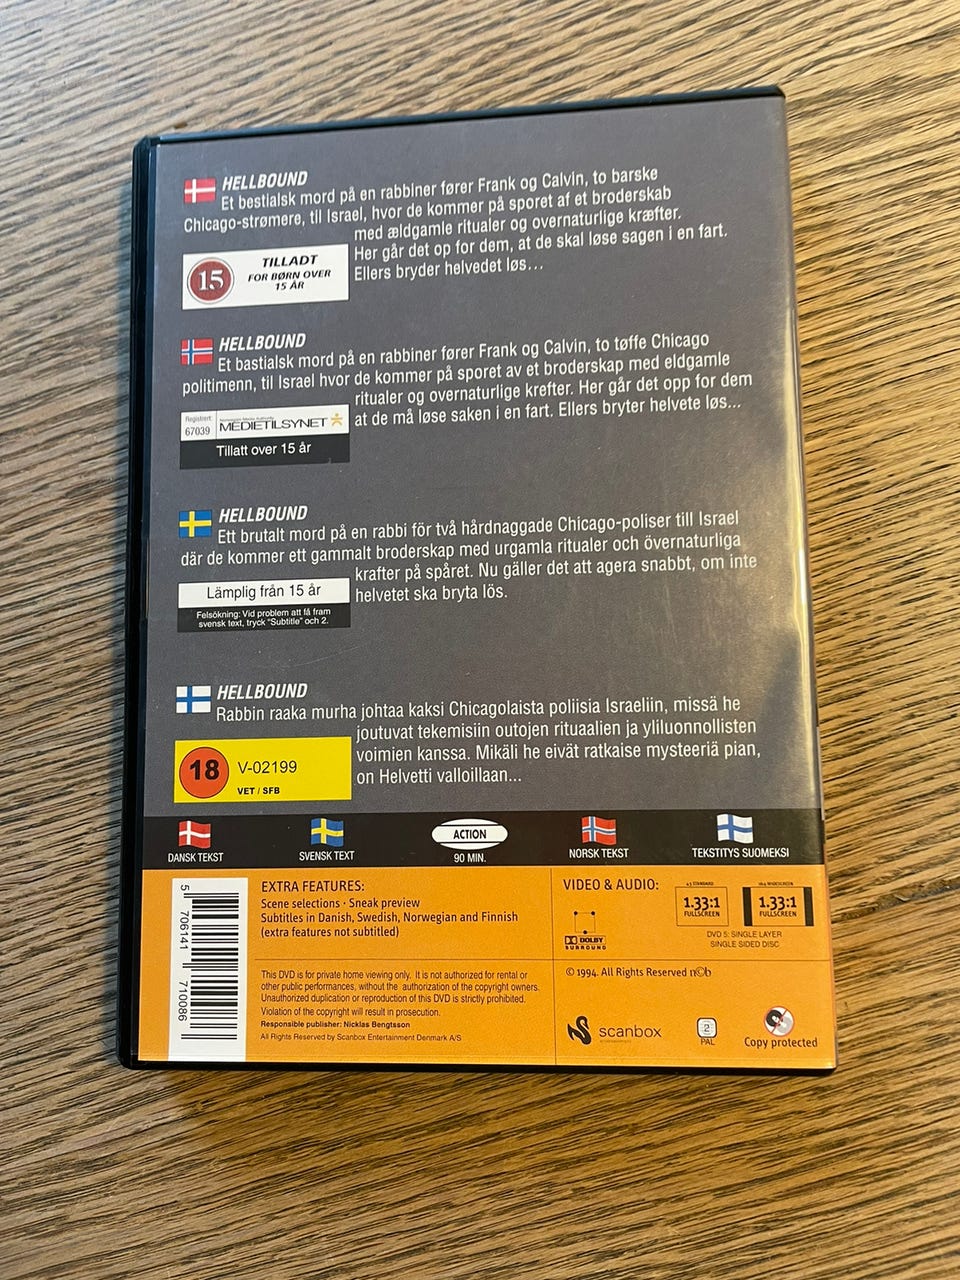 HELLBOUND
Et bestialsk mord på en rabbiner fører Frank og Calvin, to barske
Chicago-strømere, til Israel, hvor de kommer på sporet af et broderskab
med ældgamle ritualer og overnaturlige kræfter.
Her går det op for dem, at de skal løse sagen i en fart.
Ellers bryder helvedet løs...
15
TILLADT
FOR BØRN OVER
15 ÅR
HELLBOUND
Et bastialsk mord på en rabbiner fører Frank og Calvin, to tøffe Chicago
politimenn, til Israel hvor de kommer på sporet av et broderskap med eldgamle
ritualer og overnaturlige krefter. Her går det opp for dem
at de må løse saken i en fart. Ellers bryter helvete løs...
Registrert
67039
Norwegian Media Authority
MEDIETILSYNET
Tillatt over 15 år
HELLBOUND
Ett brutalt mord på en rabbi för två hårdnaggade Chicago-poliser till Israel
där de kommer ett gammalt broderskap med urgamla ritualer och övernaturliga
krafter på spåret. Nu gäller det att agera snabbt, om inte
helvetet ska bryta lös.
Lämplig från 15 år
Felsökning: Vid problem att få fram
svensk text, tryck "Subtitle" och 2.
HELLBOUND
Rabbin raaka murha johtaa kaksi Chicagolaista poliisia Israeliin, missä he
joutuvat tekemisiin outojen rituaalien ja yliluonnollisten
voimien kanssa. Mikäli he eivät ratkaise mysteeriä pian,
on Helvetti valloillaan...
18
V-02199
VET / SFB
DANSK TEKST
SVENSK TEXT
ACTION
90 MIN.
NORSK TEKST
TEKSTITYS SUOMEKSI
5 706141 710086
EXTRA FEATURES:
Scene selections · Sneak preview
Subtitles in Danish, Swedish, Norwegian and Finnish
(extra features not subtitled)
VIDEO & AUDIO:
DOLBY
SURROUND
4:3 STANDARD
1.33:1
FULLSCREEN
16:9 WIDESCREEN
1.33:1
FULLSCREEN
DVD 5: SINGLE LAYER
SINGLE SIDED DISC
This DVD is for private home viewing only. It is not authorized for rental or
other public performances, without the authorization of the copyright owners.
Unauthorized duplication or reproduction of this DVD is strictly prohibited.
Violation of the copyright will result in prosecution.
Responsible publisher: Nicklas Bengtsson
All Rights Reserved by Scanbox Entertainment Denmark A/S
© 1994. All Rights Reserved n©b
scanbox
ENTERTAINMENT
2
PAL
Copy protected